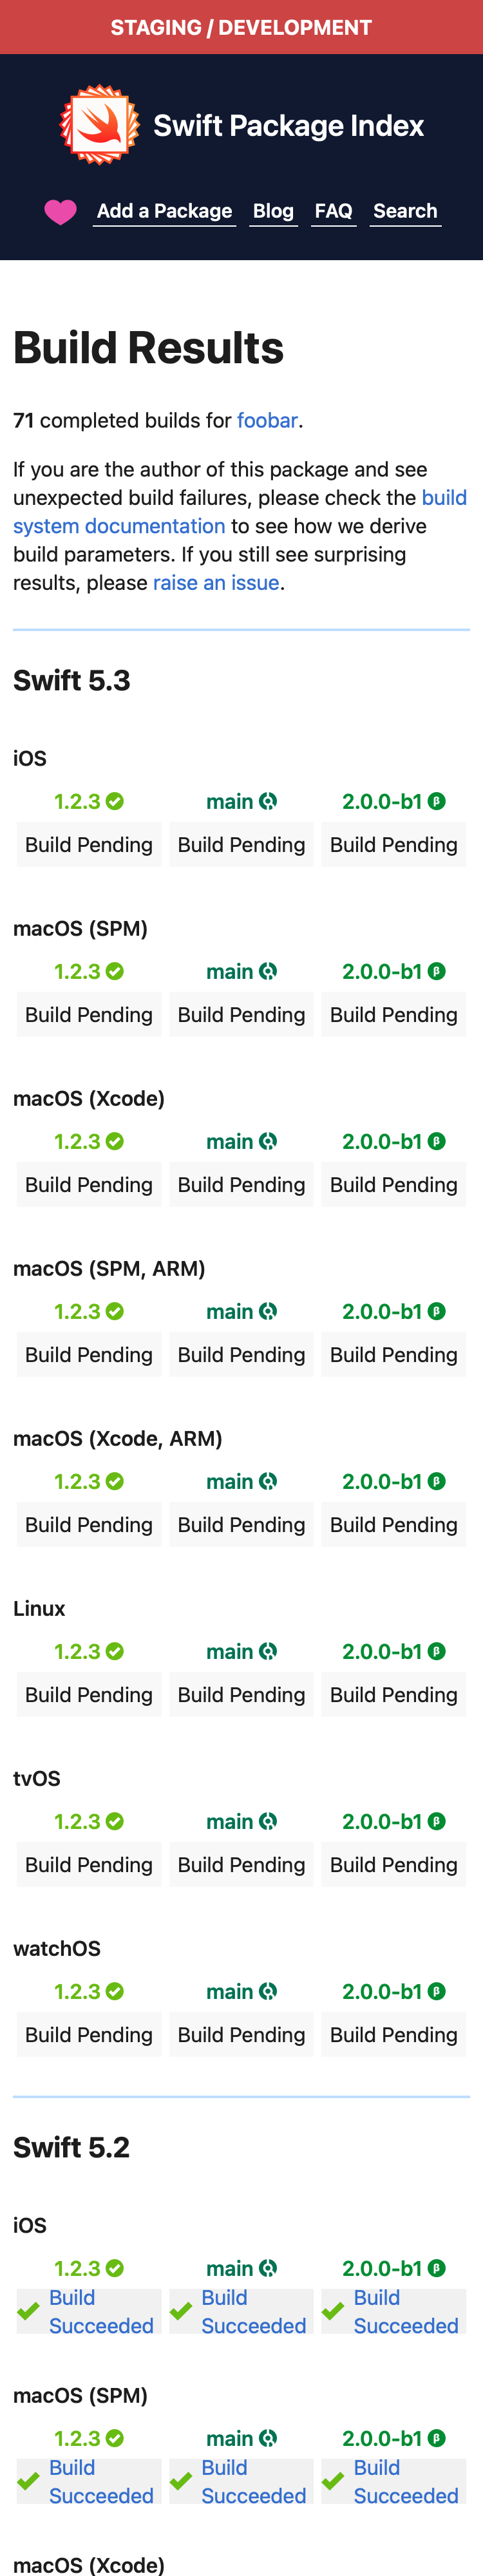 STAGING / DEVELOPMENT
Swift Package Index
Add a Package Blog FAQ Search
Build Results
71 completed builds for foobar.
If you are the author of this package and see
unexpected build failures, please check the build
system documentation to see how we derive
build parameters. If you still see surprising
results, please raise an issue.
Swift 5.3
iOS
1.2.3 main 2.0.0-b1 β
Build Pending Build Pending Build Pending
macOS (SPM)
1.2.3 main 2.0.0-b1 β
Build Pending Build Pending Build Pending
macOS (Xcode)
1.2.3 main 2.0.0-b1 β
Build Pending Build Pending Build Pending
macOS (SPM, ARM)
1.2.3 main 2.0.0-b1 β
Build Pending Build Pending Build Pending
macOS (Xcode, ARM)
1.2.3 main 2.0.0-b1 β
Build Pending Build Pending Build Pending
Linux
1.2.3 main 2.0.0-b1 β
Build Pending Build Pending Build Pending
tvOS
1.2.3 main 2.0.0-b1 β
Build Pending Build Pending Build Pending
watchOS
1.2.3 main 2.0.0-b1 β
Build Pending Build Pending Build Pending
Swift 5.2
iOS
1.2.3 main 2.0.0-b1 β
Build Build Build
Succeeded Succeeded Succeeded
macOS (SPM)
1.2.3 main 2.0.0-b1 β
Build Build Build
Succeeded Succeeded Succeeded
macOS (Xcode)